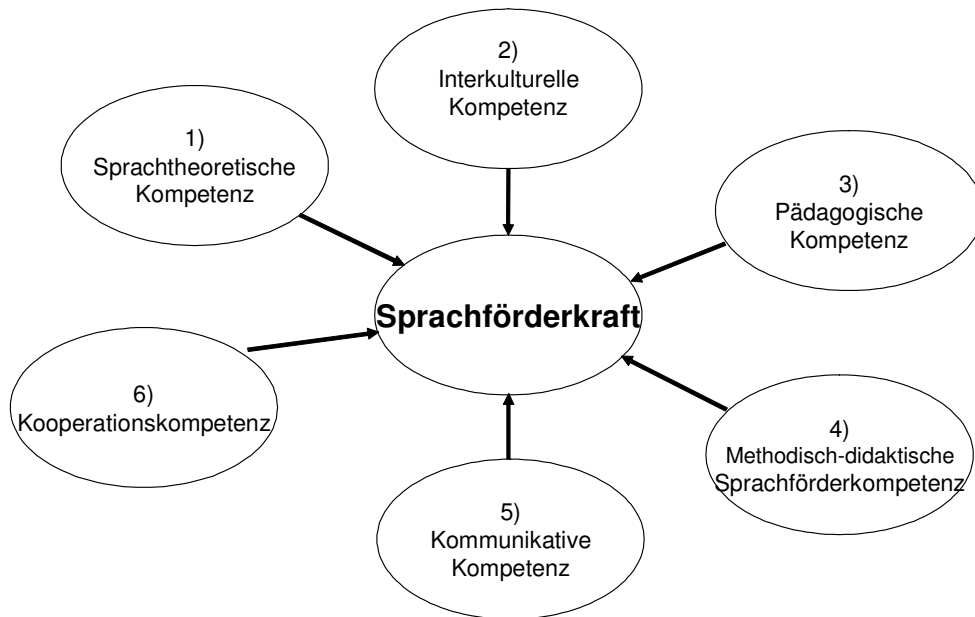 1)
Sprachtheoretische
Kompetenz
2)
Interkulturelle
Kompetenz
3)
Pädagogische
Kompetenz
Sprachförderkraft
4)
Methodisch-didaktische
Sprachförderkompetenz
5)
Kommunikative
Kompetenz
6)
Kooperationskompetenz